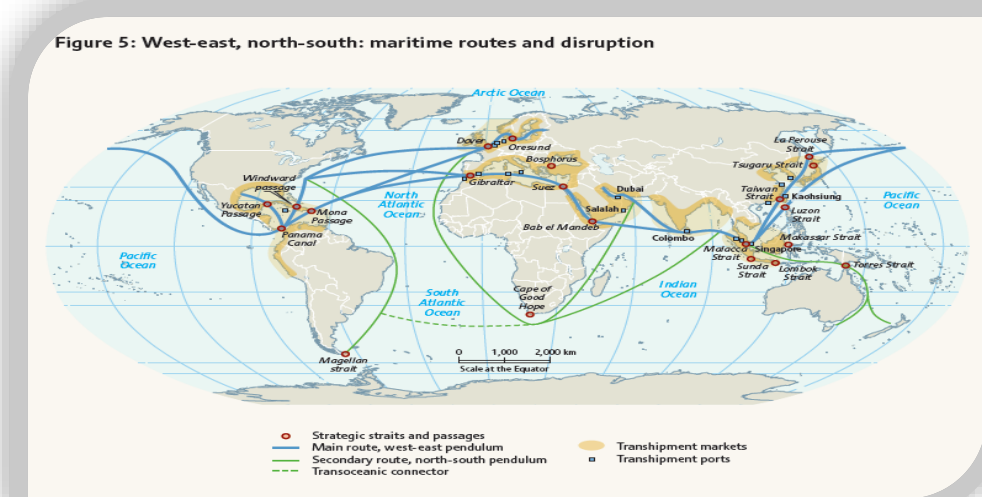 Figure 5: West-east, north-south: maritime routes and disruption
Arctic Ocean
Dover
Oresund
La Perouse
Strait
Bosphorus
Tsugaru Strait
Windward
passage
Gibraltar
Suez
Dubai
Taiwan
Strait
Kaohsiung
Yucatan
Passage
North
Atlantic
Ocean
Pacific
Ocean
Mona
Passage
Salalah
Luzon
Strait
Bab el Mandeb
Panama
Canal
Colombo
Makassar Strait
Malacca
Strait
Singapore
Pacific
Ocean
Sunda
Strait
Lombok
Strait
Torres Strait
South
Atlantic
Ocean
Cape of
Good
Hope
Indian
Ocean
Magellan
strait
0 1,000 2,000 km
Scale at the Equator
Strategic straits and passages
Main route, west-east pendulum
Secondary route, north-south pendulum
Transoceanic connector
Transhipment markets
Transhipment ports